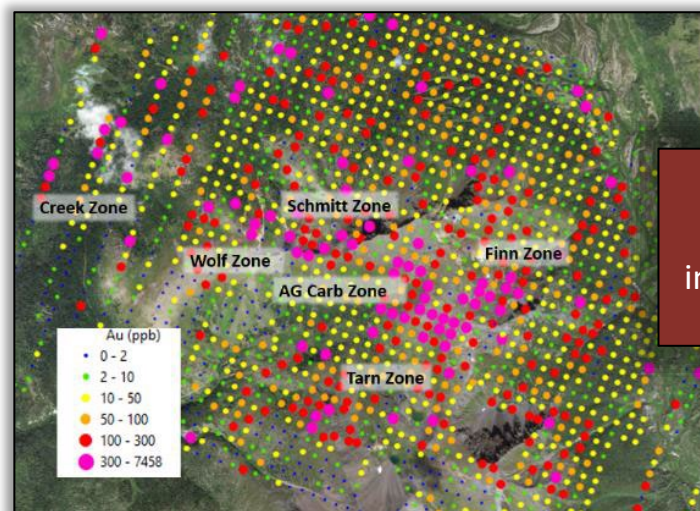 Creek Zone
Schmitt Zone
Wolf Zone
Finn Zone
AG Carb Zone
Tarn Zone
Au (ppb)
0 - 2
2 - 10
10 - 50
50 - 100
100 - 300
300 - 7458